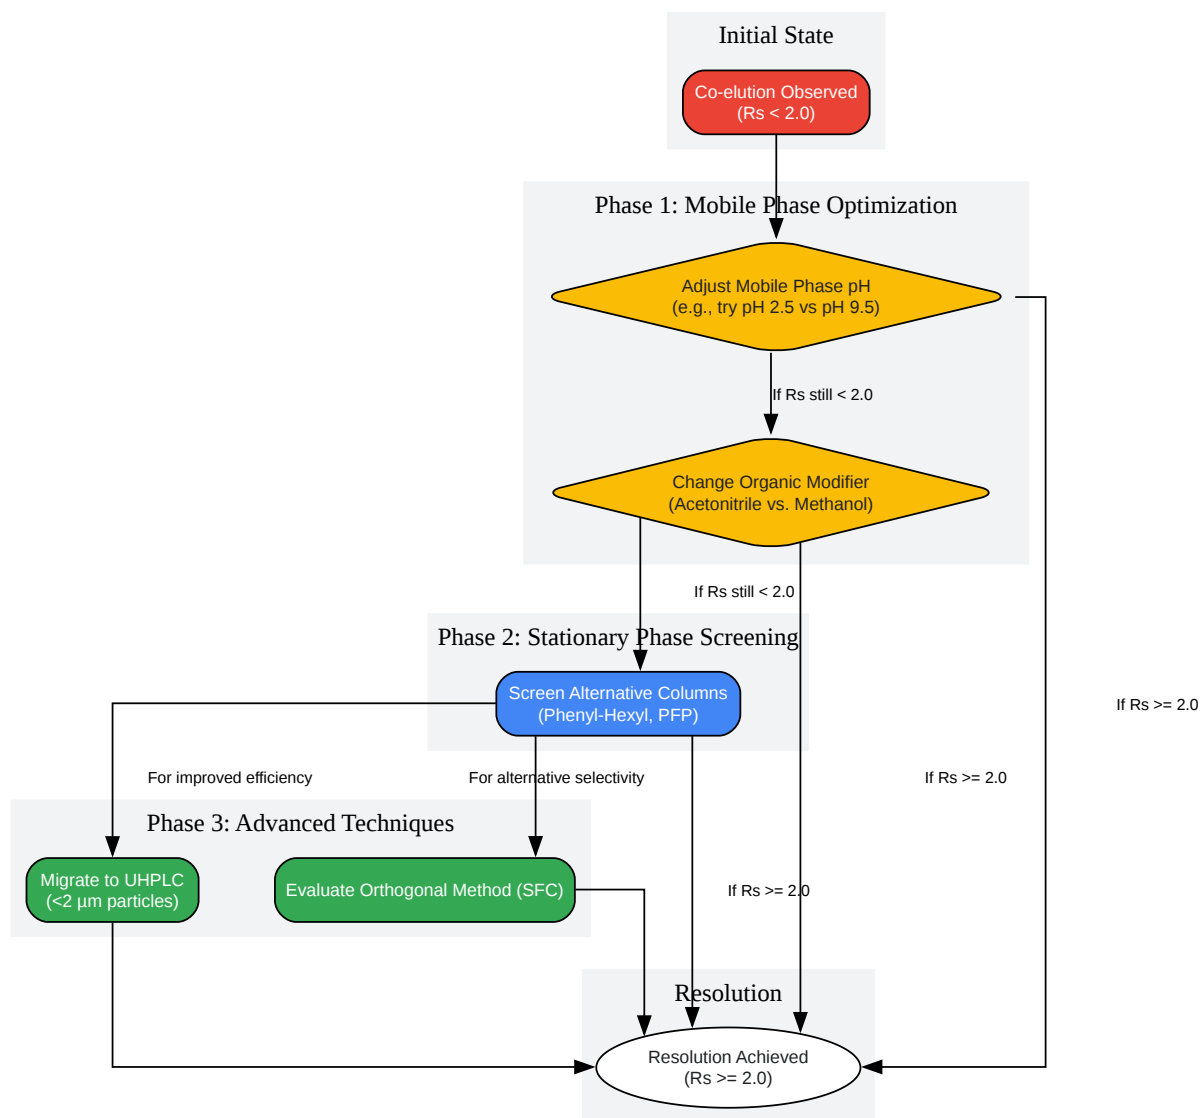 Initial State
Co-elution Observed
(Rs < 2.0)
Phase 1: Mobile Phase Optimization
Adjust Mobile Phase pH
(e.g., try pH 2.5 vs pH 9.5)
If Rs still < 2.0
Change Organic Modifier
(Acetonitrile vs. Methanol)
If Rs still < 2.0
Phase 2: Stationary Phase Screening
Screen Alternative Columns
(Phenyl-Hexyl, PFP)
If Rs >= 2.0
For improved efficiency
For alternative selectivity
If Rs >= 2.0
Phase 3: Advanced Techniques
Migrate to UHPLC
(<2 µm particles)
Evaluate Orthogonal Method (SFC)
If Rs >= 2.0
Resolution
Resolution Achieved
(Rs >= 2.0)